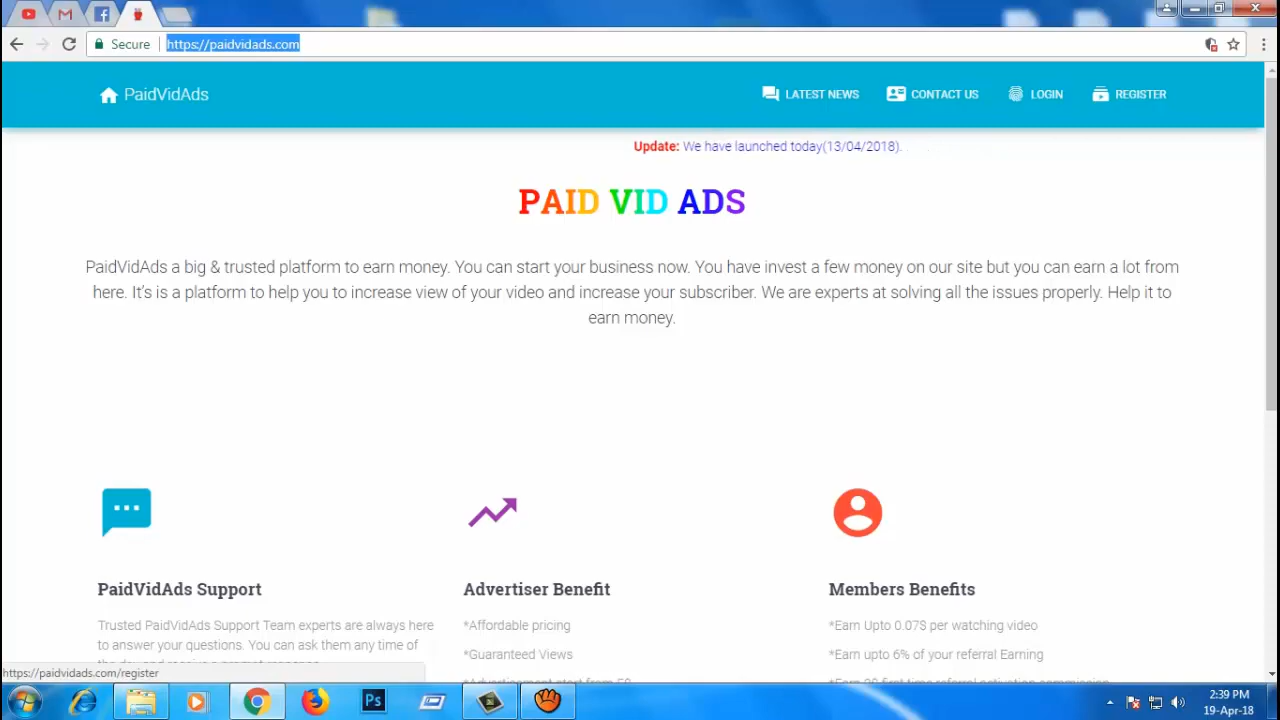 Secure
https://paidvidads.com
PaidVidAds
LATEST NEWS
CONTACT US
LOGIN
REGISTER
Update: We have launched today(13/04/2018).
PAID VID ADS
PaidVidAds a big & trusted platform to earn money. You can start your business now. You have invest a few money on our site but you can earn a lot from
here. It's is a platform to help you to increase view of your video and increase your subscriber. We are experts at solving all the issues properly. Help it to
earn money.
PaidVidAds Support
Trusted PaidVidAds Support Team experts are always here
to answer your questions. You can ask them any time of
Advertiser Benefit
*Affordable pricing
*Guaranteed Views
Members Benefits
*Earn Upto 0.07$ per watching video
*Earn upto 6% of your referral Earning
https://paidvidads.com/register
Ps
2:39 PM
19-Apr-18